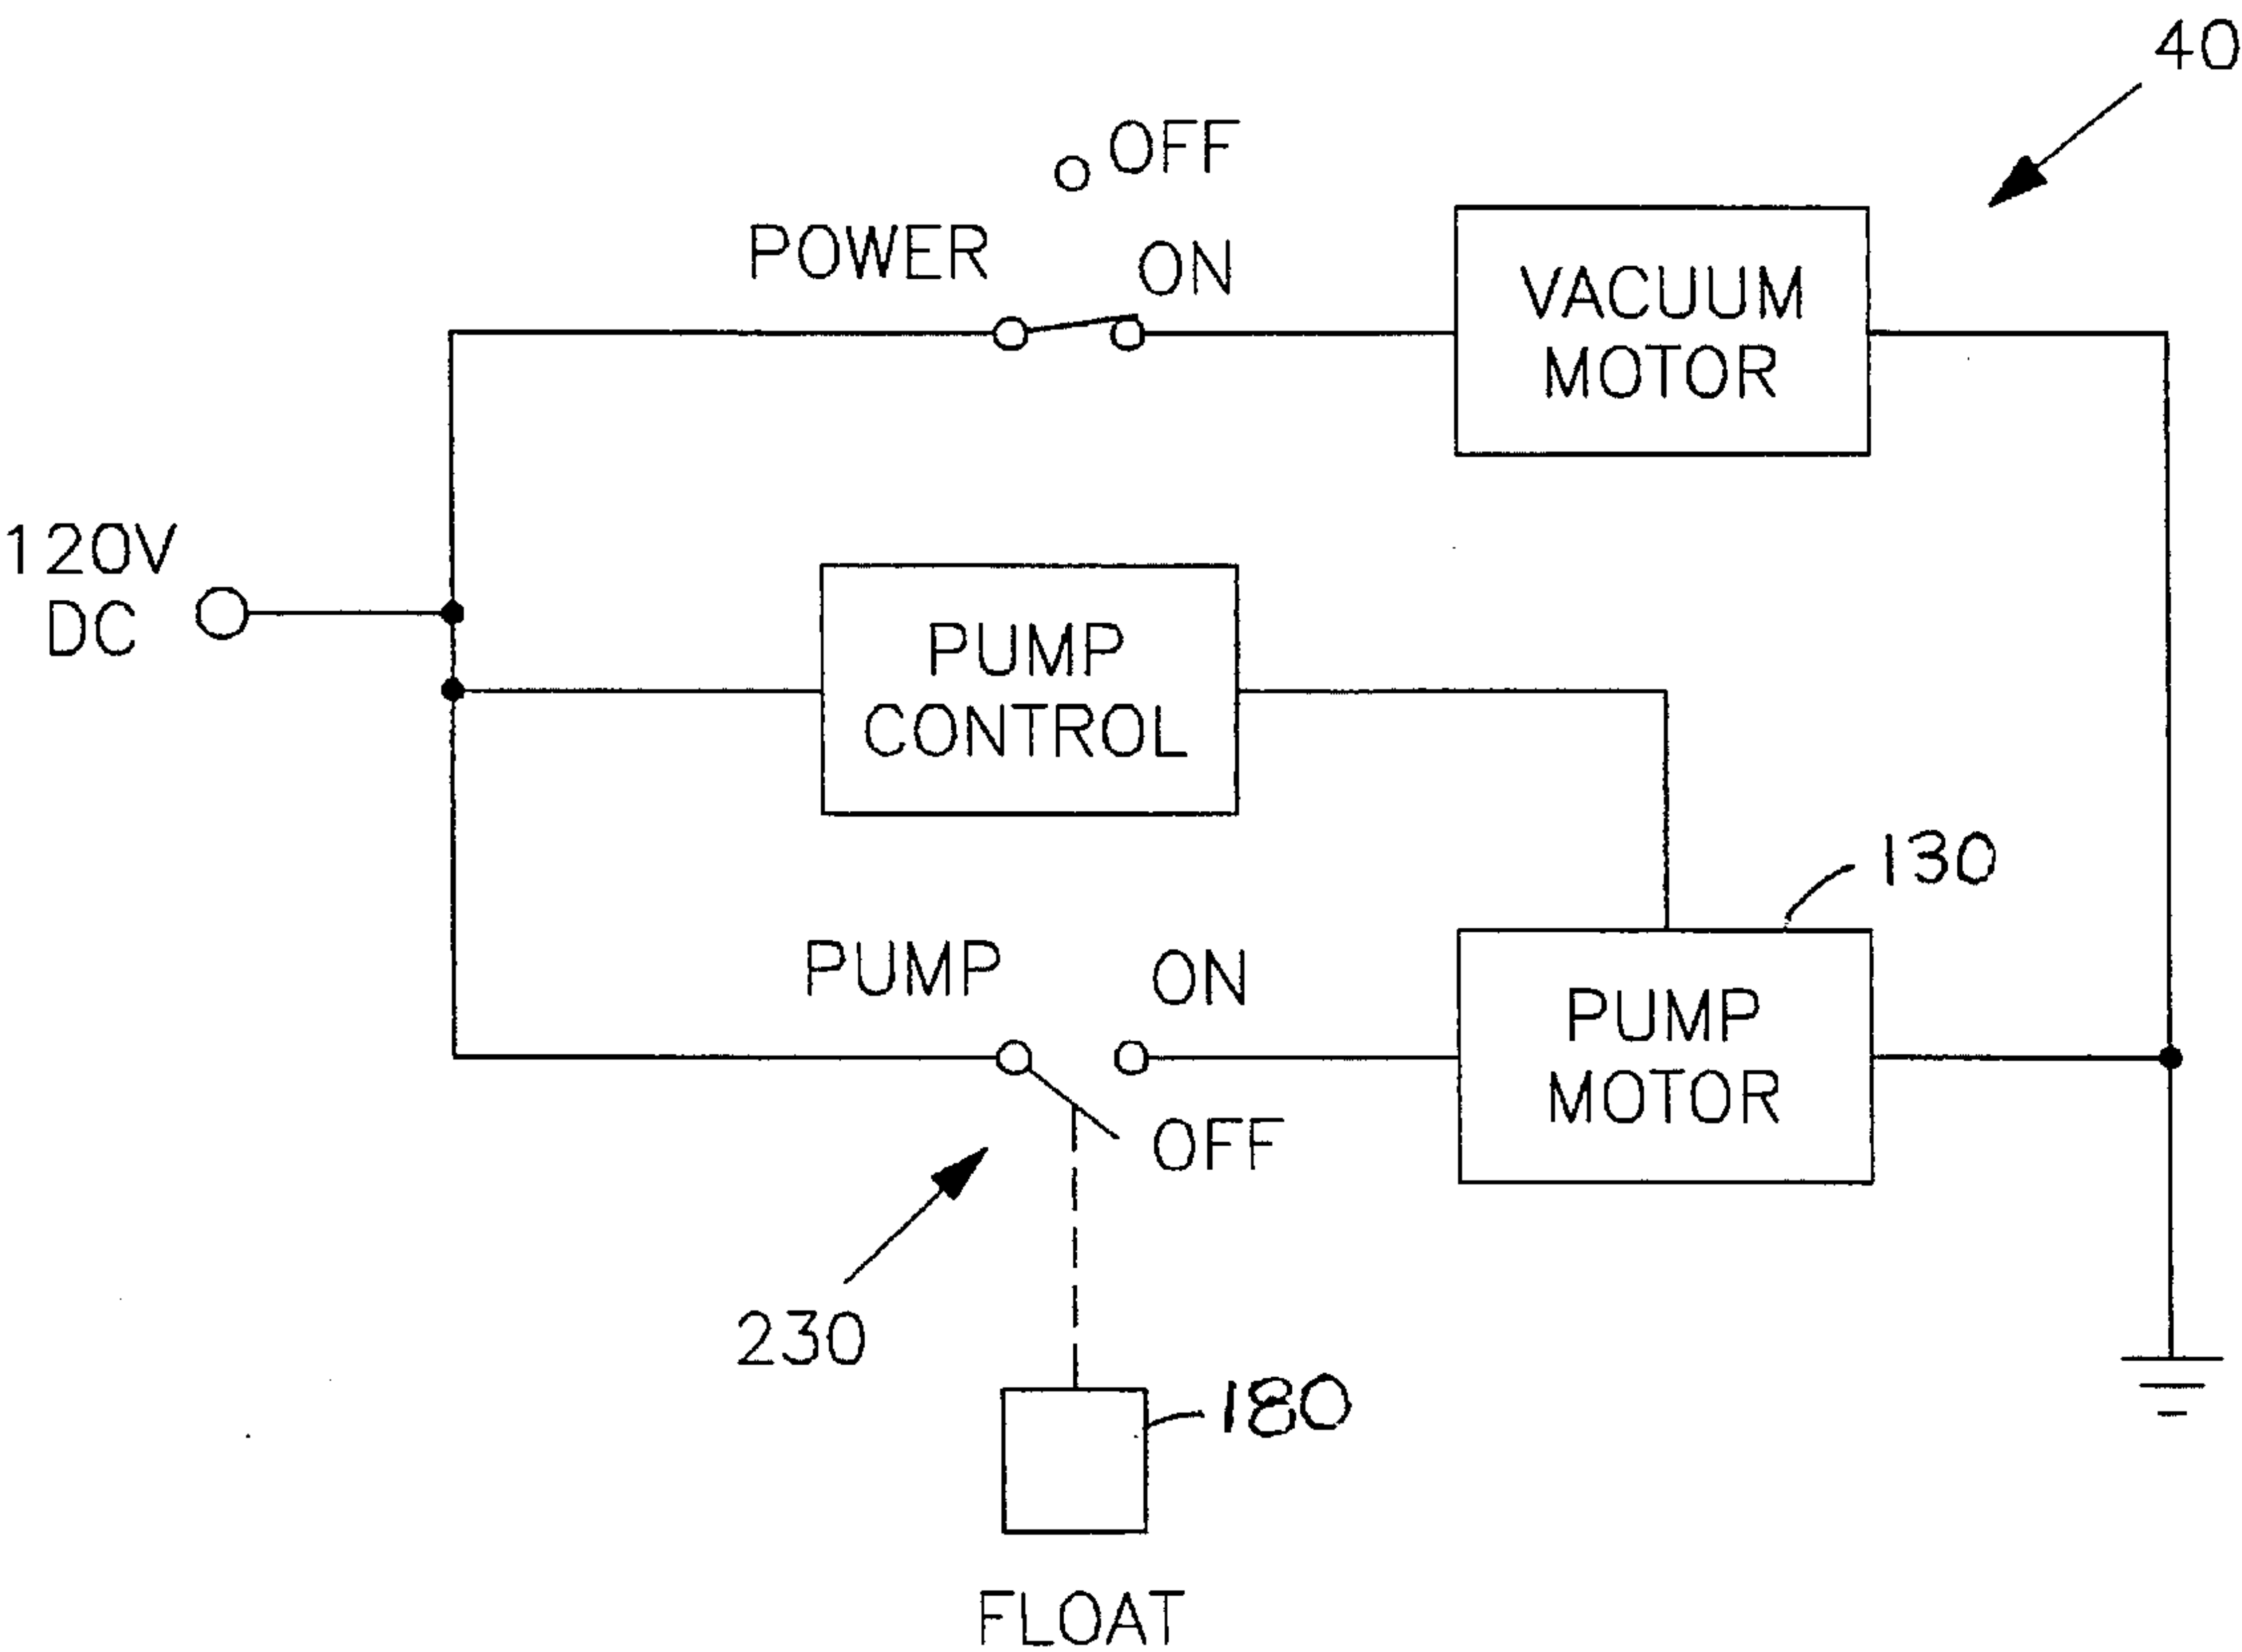 40
OFF
POWER
ON
VACUUM
MOTOR
120V
DC
PUMP
CONTROL
130
PUMP
ON
PUMP
MOTOR
OFF
230
180
FLOAT